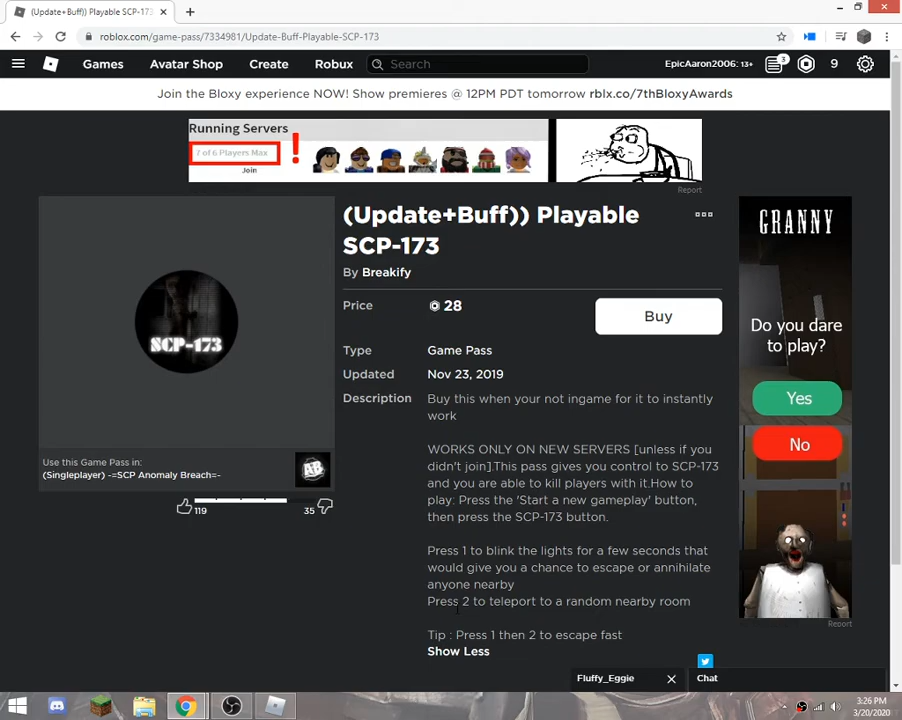 (Update+Buff)) Playable SCP-173
roblox.com/game-pass/7334981/Update-Buff-Playable-SCP-173
Games
Avatar Shop
Create
Robux
Search
EpicAaron2006: 13+
3
9
Join the Bloxy experience NOW! Show premieres @ 12PM PDT tomorrow rblx.co/7thBloxyAwards
Running Servers
7 of 6 Players Max
!
Join
Report
(Update+Buff)) Playable
SCP-173
By Breakify
Price
28
Buy
Type
Game Pass
Updated
Nov 23, 2019
Description
Buy this when your not ingame for it to instantly
work
WORKS ONLY ON NEW SERVERS [unless if you
didn't join].This pass gives you control to SCP-173
and you are able to kill players with it.How to
play: Press the 'Start a new gameplay' button,
then press the SCP-173 button.
Press 1 to blink the lights for a few seconds that
would give you a chance to escape or annihilate
anyone nearby
Press 2 to teleport to a random nearby room
Tip : Press 1 then 2 to escape fast
Show Less
SCP-173
Use this Game Pass in:
(Singleplayer) -=SCP Anomaly Breach=-
AB
119
35
GRANNY
Do you dare
to play?
Yes
No
Report
Fluffy_Eggie
Chat
3:26 PM
3/20/2020